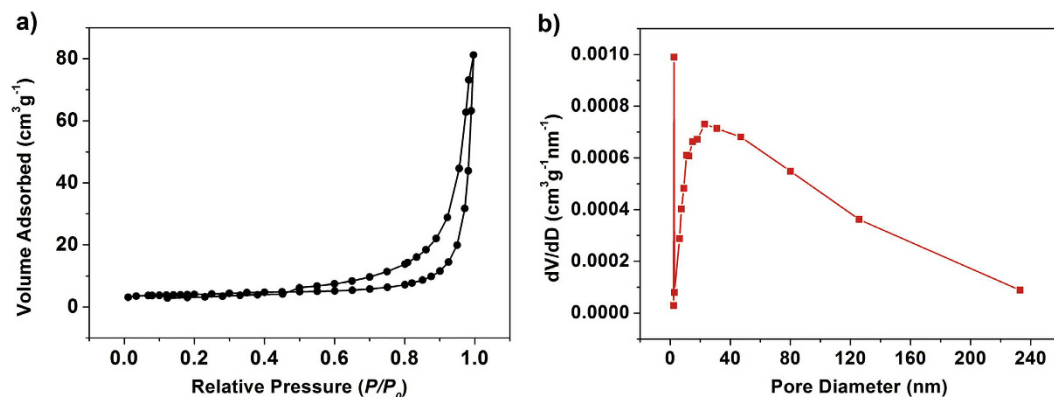 a)
Volume Adsorbed (cm³g⁻¹)
80
60
40
20
0
0.0 0.2 0.4 0.6 0.8 1.0
Relative Pressure (P/P₀)
b)
dV/dD (cm³g⁻¹nm⁻¹)
0.0010
0.0008
0.0006
0.0004
0.0002
0.0000
0 40 80 120 160 200 240
Pore Diameter (nm)